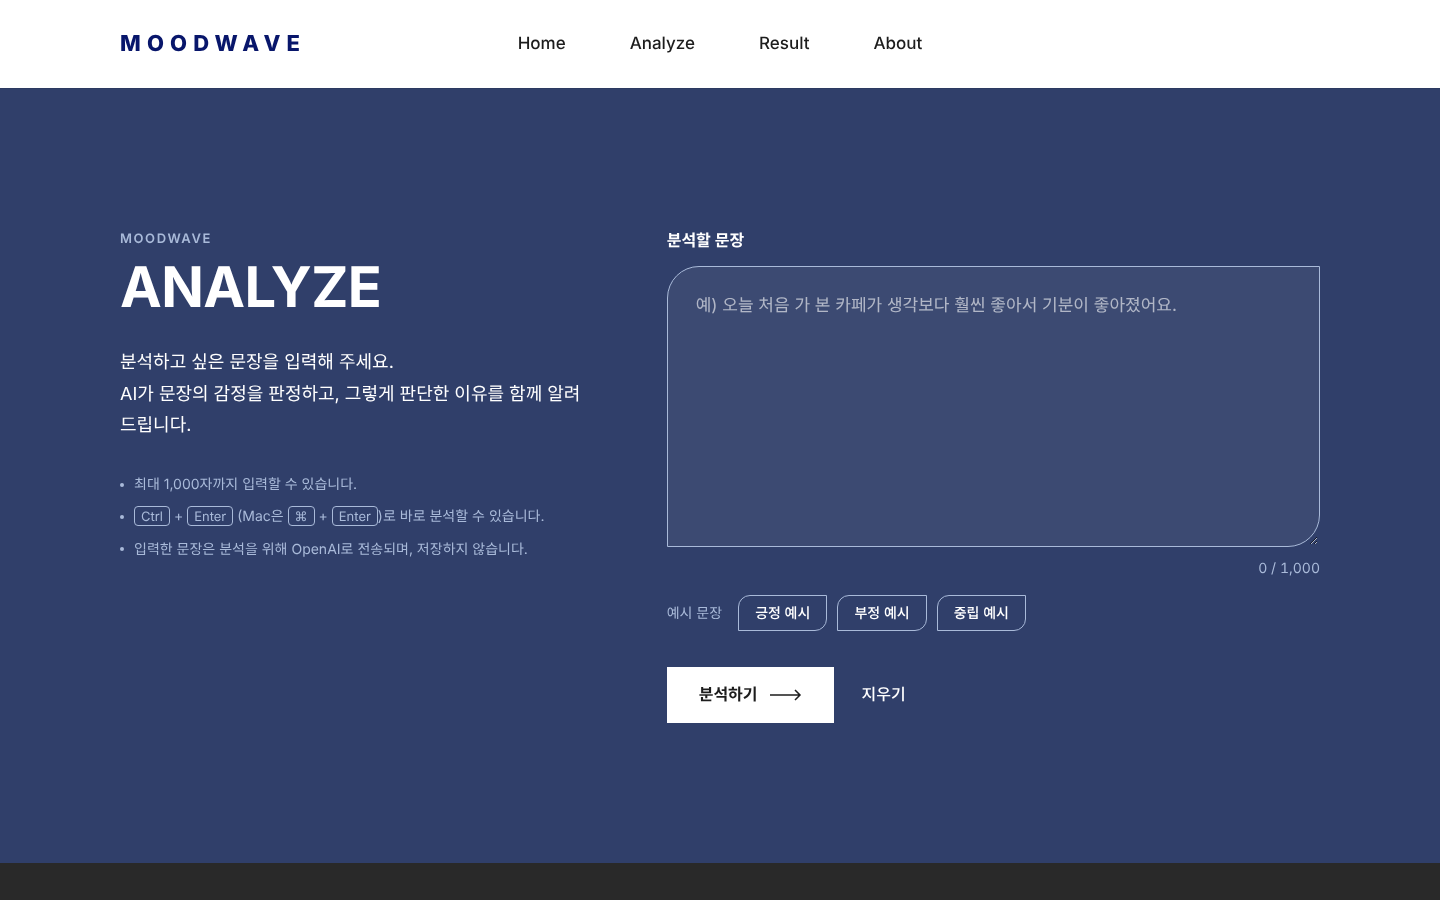 MOODWAVE
Home
Analyze
Result
About
MOODWAVE
ANALYZE
분석하고 싶은 문장을 입력해 주세요.
AI가 문장의 감정을 판정하고, 그렇게 판단한 이유를 함께 알려
드립니다.
• 최대 1,000자까지 입력할 수 있습니다.
• Ctrl + Enter (Mac은 ⌘ + Enter)로 바로 분석할 수 있습니다.
• 입력한 문장은 분석을 위해 OpenAI로 전송되며, 저장하지 않습니다.
분석할 문장
예) 오늘 처음 가 본 카페가 생각보다 훨씬 좋아서 기분이 좋아졌어요.
0 / 1,000
예시 문장
긍정 예시
부정 예시
중립 예시
분석하기
지우기